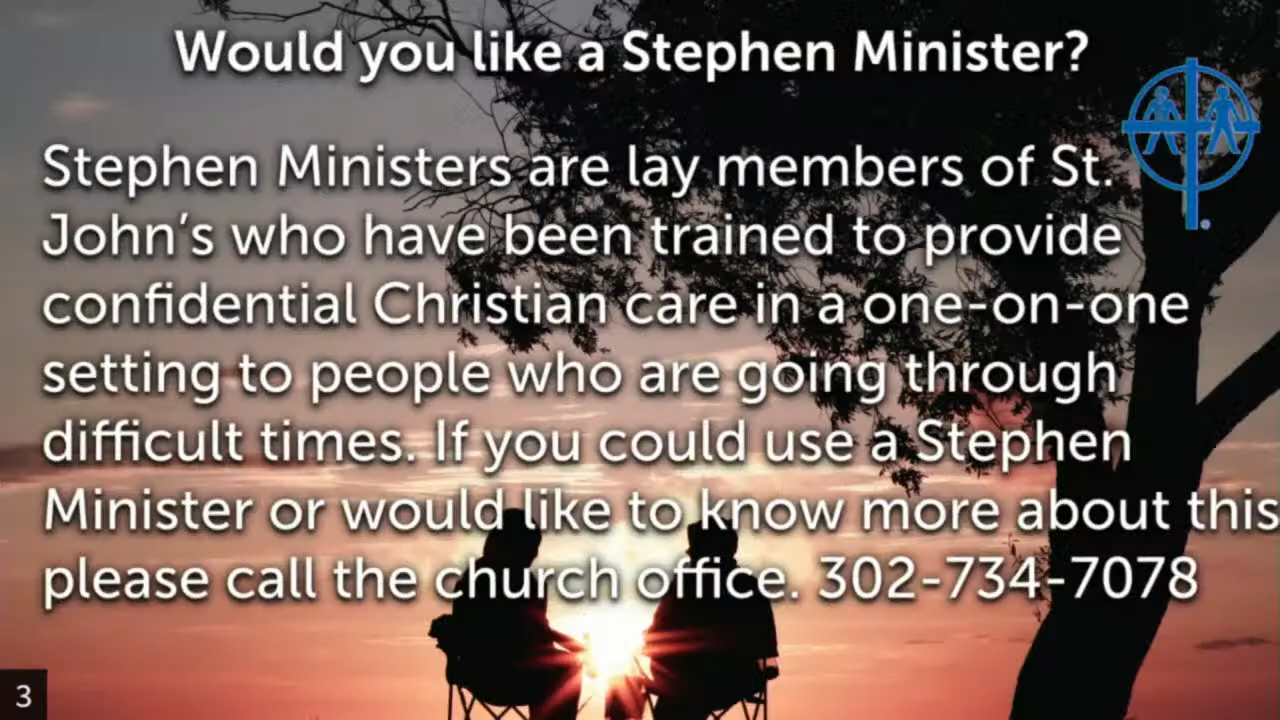 Would you like a Stephen Minister?
Stephen Ministers are lay members of St.
John’s who have been trained to provide
confidential Christian care in a one-on-one
setting to people who are going through
difficult times. If you could use a Stephen
Minister or would like to know more about this
please call the church office. 302-734-7078
3